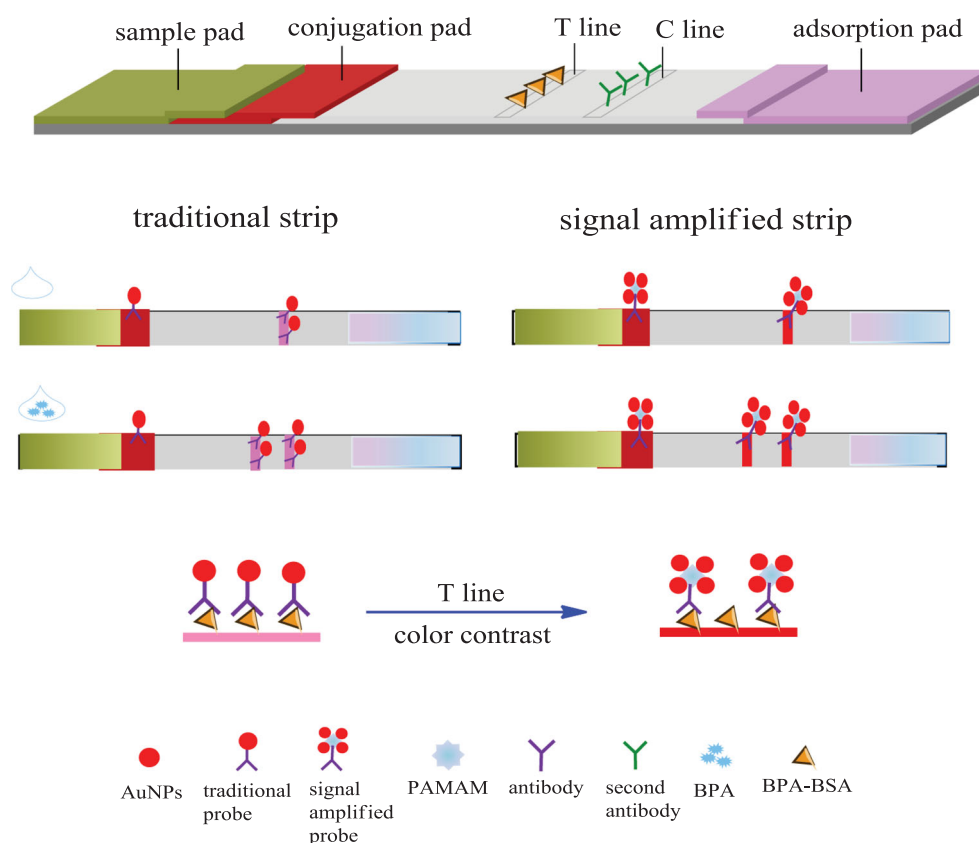 sample pad
conjugation pad
T line
C line
adsorption pad
traditional strip
signal amplified strip
T line
color contrast
AuNPs
traditional
probe
signal
amplified
probe
PAMAM
antibody
second
antibody
BPA
BPA-BSA